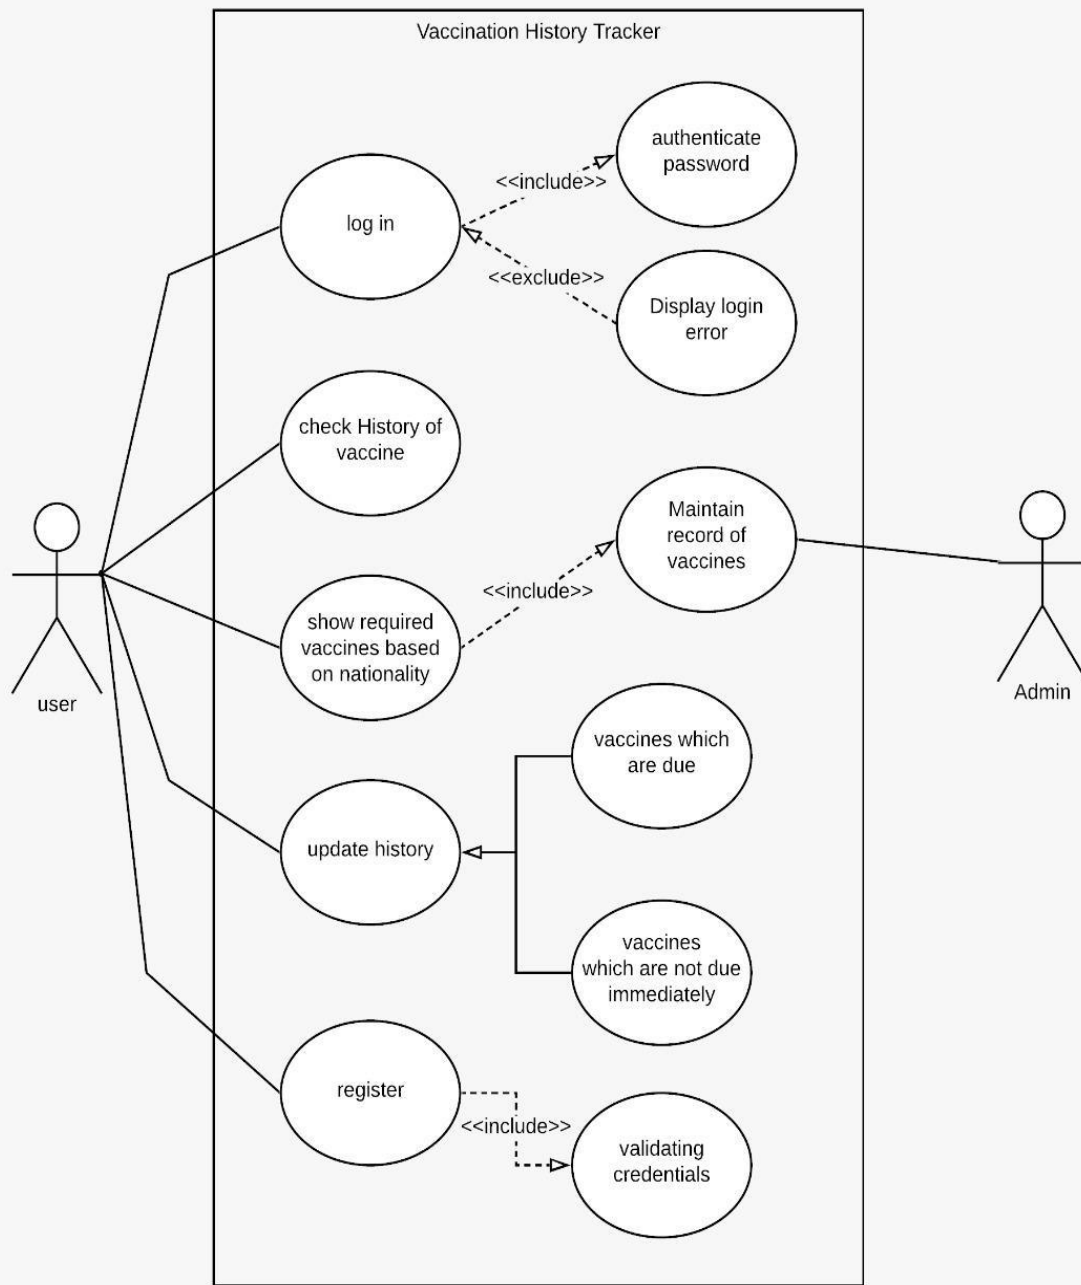 Vaccination History Tracker
authenticate
password
<<include>>
log in
<<exclude>>
Display login
error
check History of
vaccine
Maintain
record of
vaccines
<<include>>
show required
vaccines based
on nationality
user
Admin
vaccines which
are due
update history
vaccines
which are not due
immediately
register
<<include>>
validating
credentials